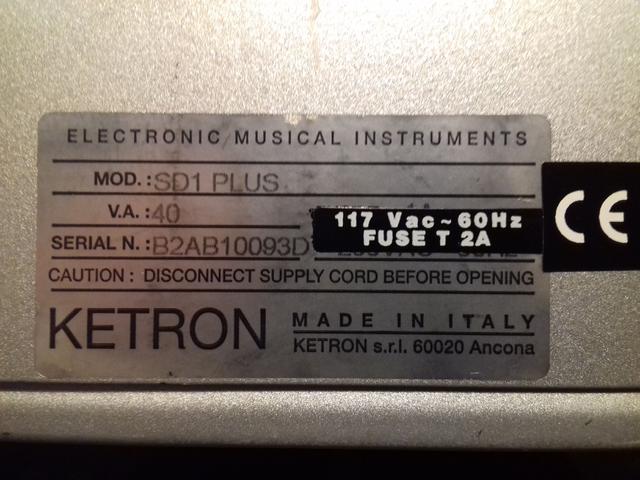 ELECTRONIC MUSICAL INSTRUMENTS
MOD.: SD1 PLUS
V.A.: 40
117 Vac~60Hz
FUSE T 2A
CE
SERIAL N.: B2AB10093D
CAUTION : DISCONNECT SUPPLY CORD BEFORE OPENING
KETRON
MADE IN ITALY
KETRON s.r.l. 60020 Ancona